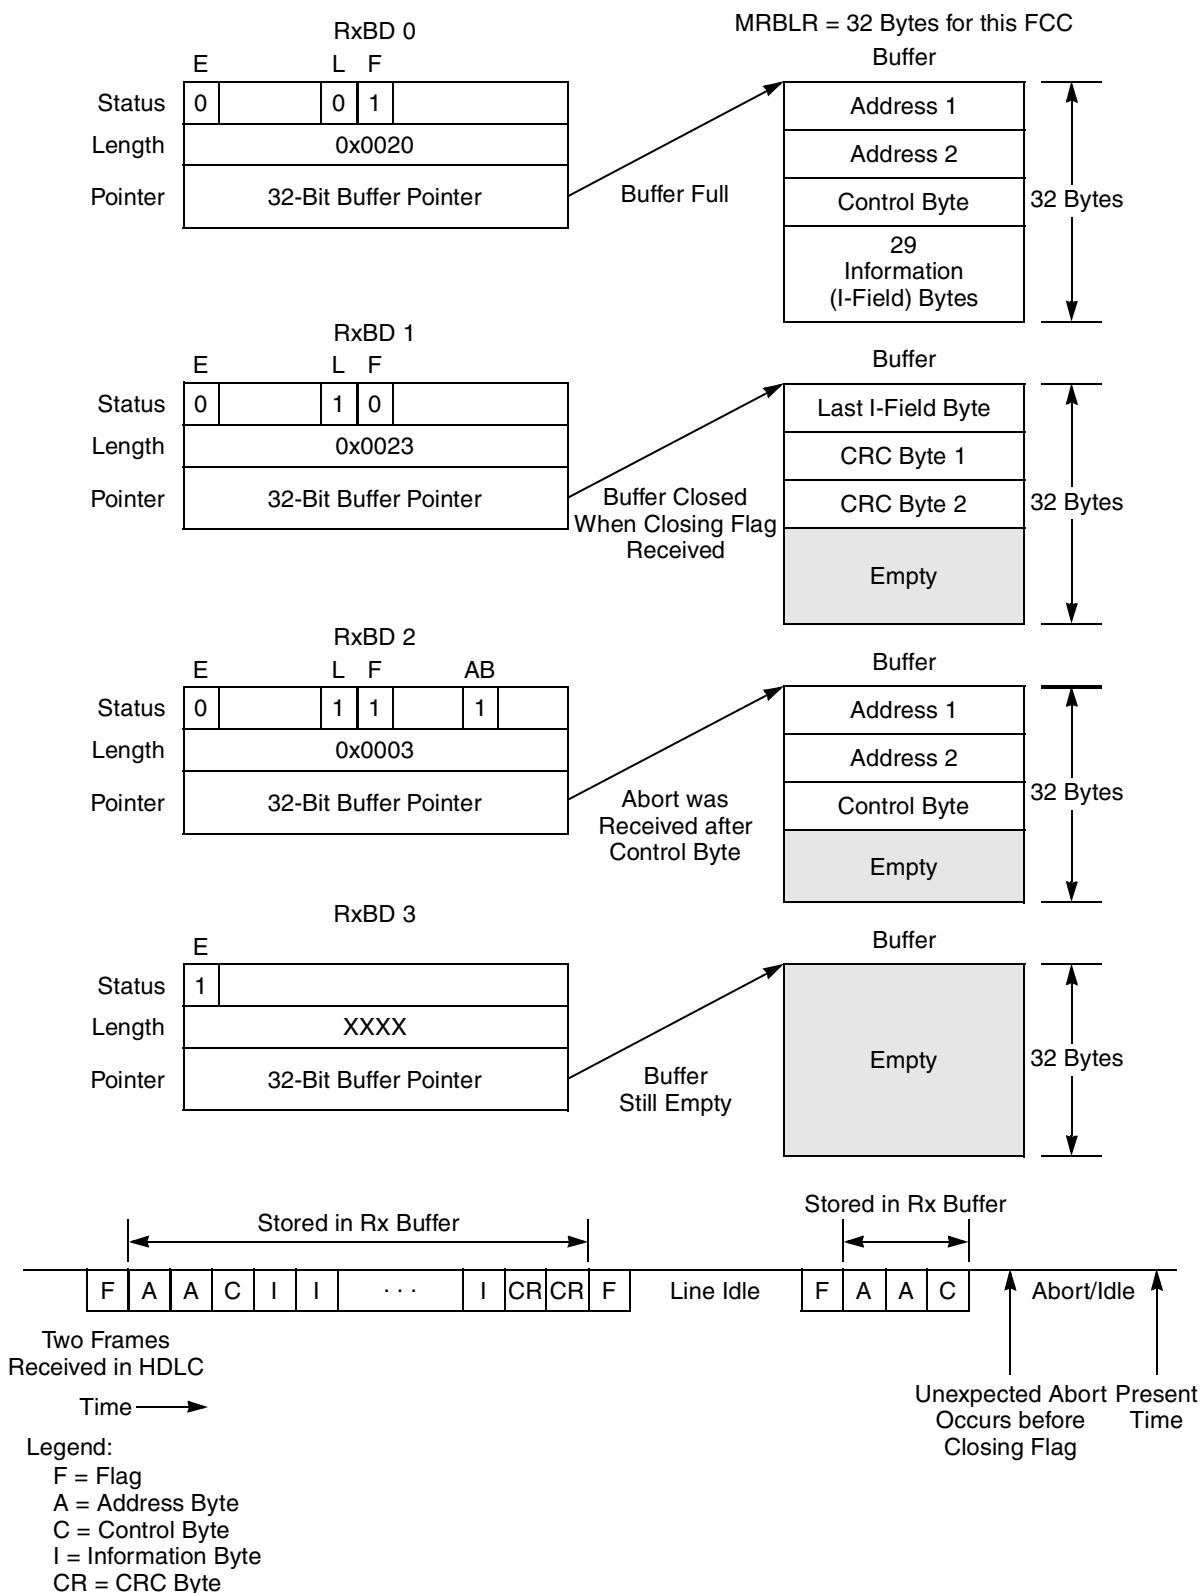 RxBD 0
MRBLR = 32 Bytes for this FCC
E L F
Buffer
Status 0 0 1
Address 1
Length 0x0020
Address 2
Pointer 32-Bit Buffer Pointer
Buffer Full
Control Byte
32 Bytes
29
Information
(I-Field) Bytes
RxBD 1
E L F
Buffer
Status 0 1 0
Last I-Field Byte
Length 0x0023
CRC Byte 1
Pointer 32-Bit Buffer Pointer
Buffer Closed
When Closing Flag
Received
CRC Byte 2
32 Bytes
Empty
RxBD 2
E L F AB
Buffer
Status 0 1 1 1
Address 1
Length 0x0003
Address 2
Pointer 32-Bit Buffer Pointer
Abort was
Received after
Control Byte
Control Byte
32 Bytes
Empty
RxBD 3
E
Buffer
Status 1
Length XXXX
Pointer 32-Bit Buffer Pointer
Buffer
Still Empty
Empty
32 Bytes
Stored in Rx Buffer
Stored in Rx Buffer
F A A C I I · · · I CR CR F Line Idle F A A C Abort/Idle
Two Frames
Received in HDLC
Time
Unexpected Abort
Occurs before
Closing Flag
Present
Time
Legend:
F = Flag
A = Address Byte
C = Control Byte
I = Information Byte
CR = CRC Byte